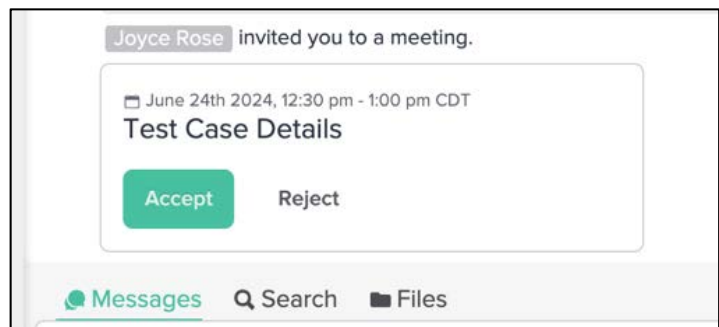 Joyce Rose invited you to a meeting.
June 24th 2024, 12:30 pm - 1:00 pm CDT
Test Case Details
Accept Reject
Messages Search Files